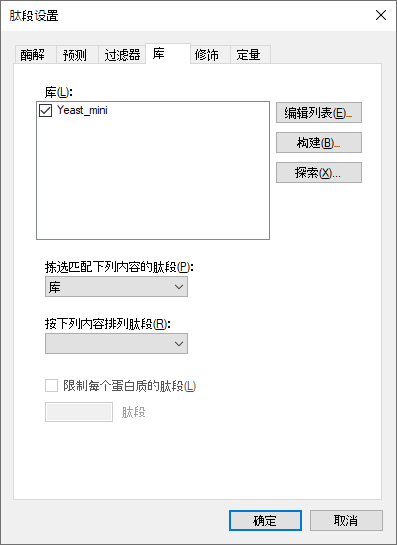 肽段设置
酶解 预测 过滤器 库 修饰 定量
库(L):
Yeast_mini
编辑列表(E)...
构建(B)...
探索(X)...
拣选匹配下列内容的肽段(P):
库
按下列内容排列肽段(R):
限制每个蛋白质的肽段(L)
肽段
确定 取消